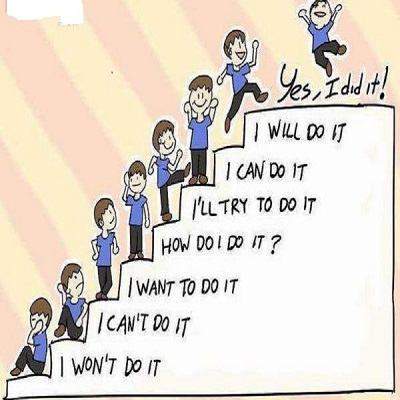 Yes, I did it!
I WILL DO IT
I CAN DO IT
I'LL TRY TO DO IT
HOW DO I DO IT?
I WANT TO DO IT
I CAN'T DO IT
I WON'T DO IT